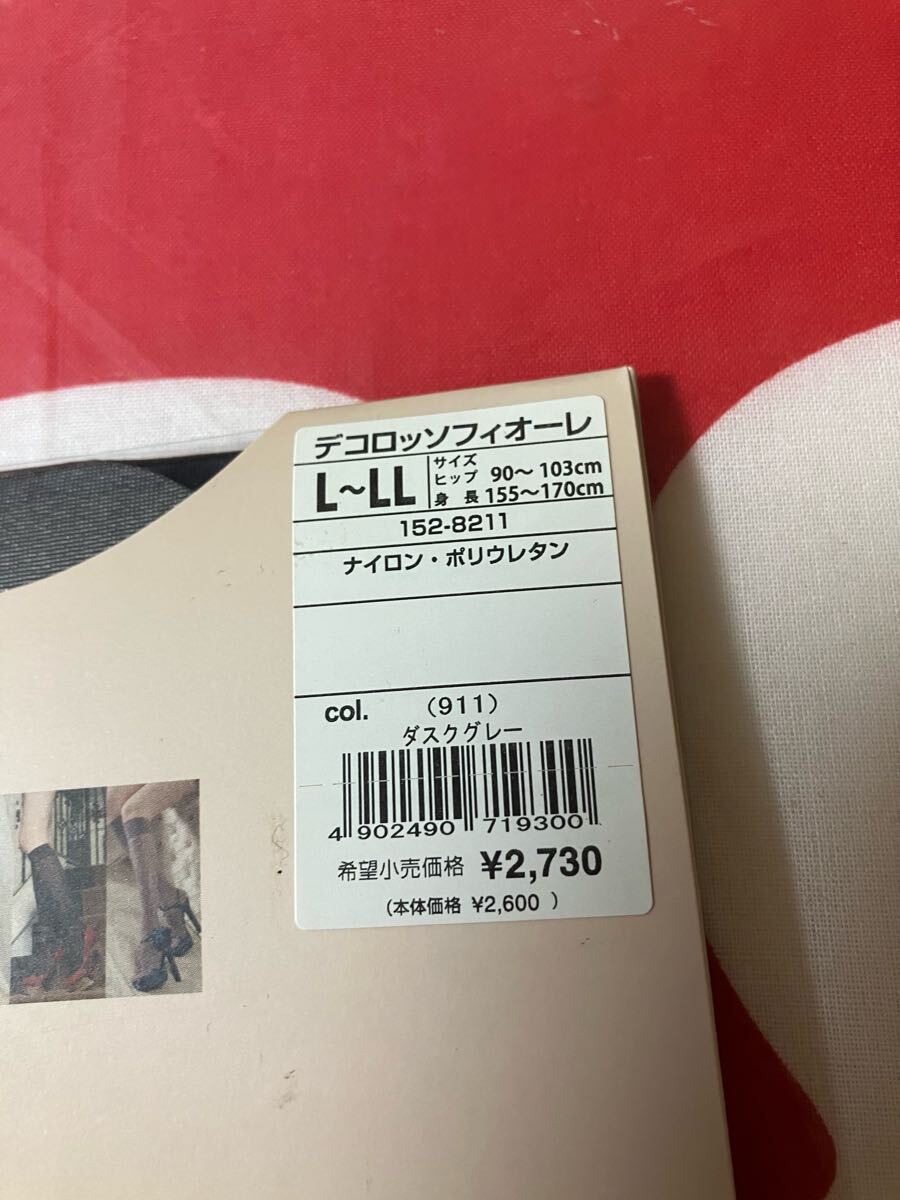 デコロッソフィオーレ
L〜LL
サイズ
ヒップ 90〜103cm
身長 155〜170cm
152-8211
ナイロン・ポリウレタン
col. (911)
ダスクグレー
4 902490 719300
希望小売価格 ¥2,730
(本体価格 ¥2,600 )